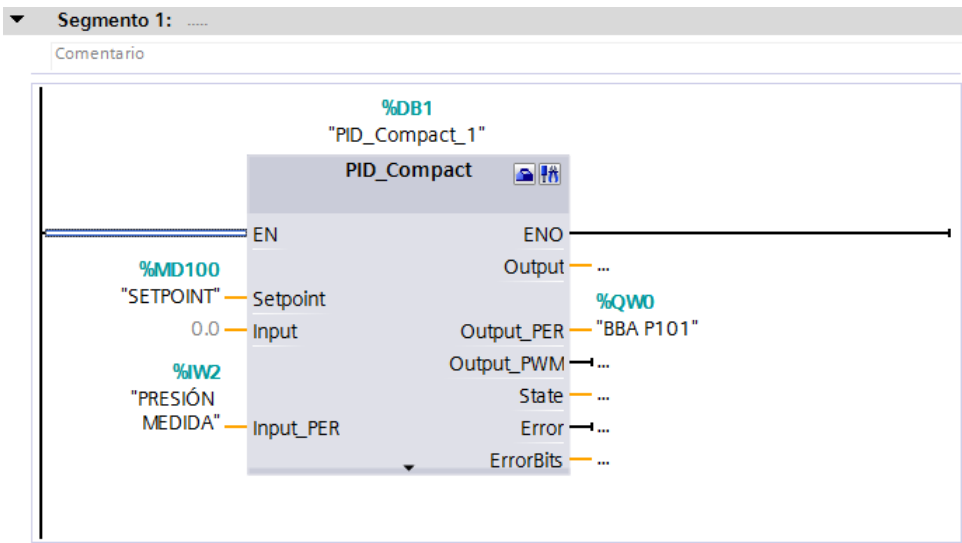 Segmento 1: .....
Comentario
%DB1
"PID_Compact_1"
PID_Compact
EN
ENO
%MD100
Output
...
"SETPOINT"
Setpoint
%QW0
0.0
Input
Output_PER
"BBA P101"
%IW2
Output_PWM
...
"PRESIÓN
State
...
MEDIDA"
Input_PER
Error
...
ErrorBits
...